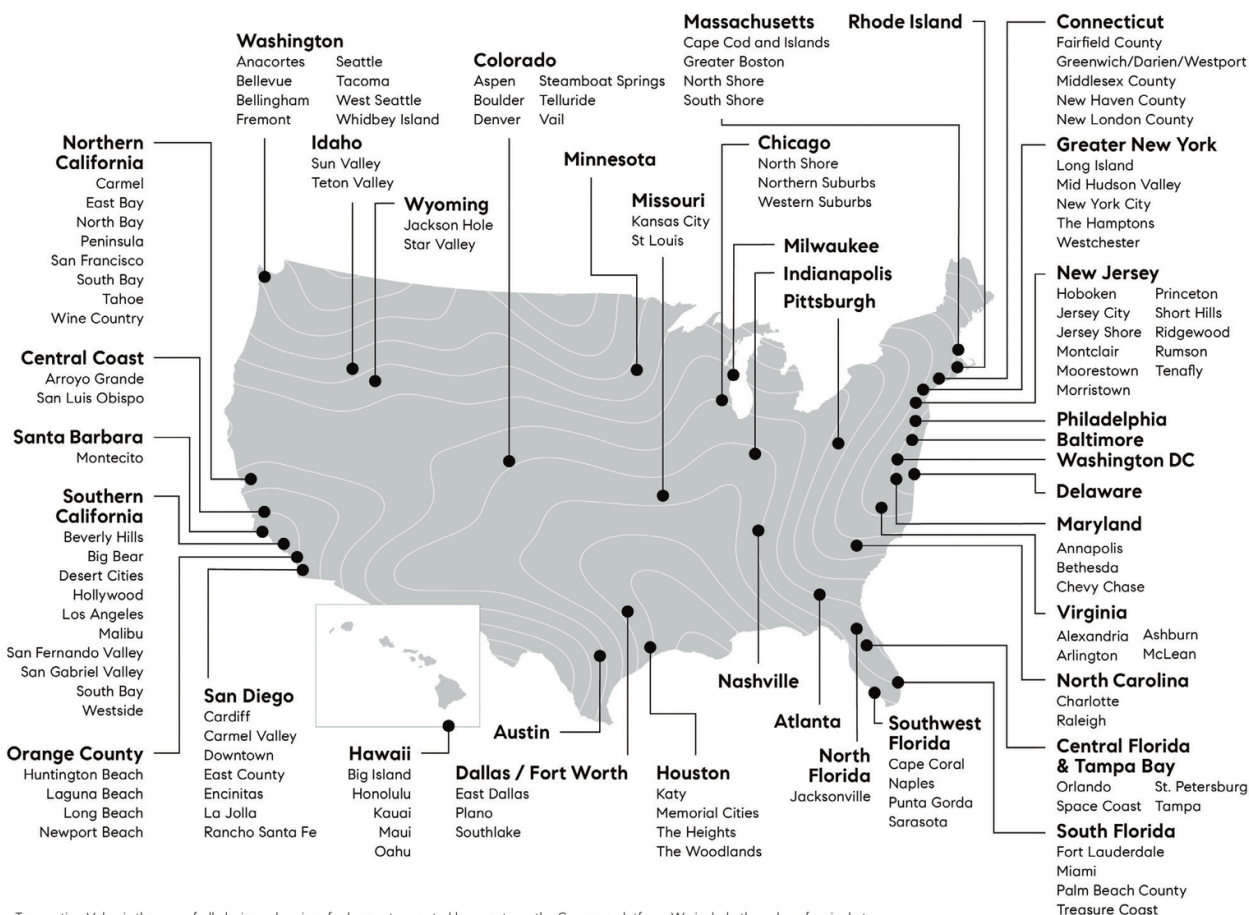 Washington
Anacortes Seattle
Bellevue Tacoma
Bellingham West Seattle
Fremont Whidbey Island
Colorado
Aspen Steamboat Springs
Boulder Telluride
Denver Vail
Massachusetts
Cape Cod and Islands
Greater Boston
North Shore
South Shore
Rhode Island
Connecticut
Fairfield County
Greenwich/Darien/Westport
Middlesex County
New Haven County
New London County
Northern
California
Carmel
East Bay
North Bay
Peninsula
San Francisco
South Bay
Tahoe
Wine Country
Idaho
Sun Valley
Teton Valley
Wyoming
Jackson Hole
Star Valley
Minnesota
Missouri
Kansas City
St Louis
Chicago
North Shore
Northern Suburbs
Western Suburbs
Milwaukee
Indianapolis
Pittsburgh
Greater New York
Long Island
Mid Hudson Valley
New York City
The Hamptons
Westchester
New Jersey
Hoboken Princeton
Jersey City Short Hills
Jersey Shore Ridgewood
Montclair Rumson
Moorestown Tenafly
Morristown
Central Coast
Arroyo Grande
San Luis Obispo
Santa Barbara
Montecito
Southern
California
Beverly Hills
Big Bear
Desert Cities
Hollywood
Los Angeles
Malibu
San Fernando Valley
San Gabriel Valley
South Bay
Westside
Orange County
Huntington Beach
Laguna Beach
Long Beach
Newport Beach
San Diego
Cardiff
Carmel Valley
Downtown
East County
Encinitas
La Jolla
Rancho Santa Fe
Hawaii
Big Island
Honolulu
Kauai
Maui
Oahu
Austin
Dallas / Fort Worth
East Dallas
Plano
Southlake
Houston
Katy
Memorial Cities
The Heights
The Woodlands
Nashville
Atlanta
North
Florida
Jacksonville
Southwest
Florida
Cape Coral
Naples
Punta Gorda
Sarasota
Philadelphia
Baltimore
Washington DC
Delaware
Maryland
Annapolis
Bethesda
Chevy Chase
Virginia
Alexandria Ashburn
Arlington McLean
North Carolina
Charlotte
Raleigh
Central Florida
& Tampa Bay
Orlando St. Petersburg
Space Coast Tampa
South Florida
Fort Lauderdale
Miami
Palm Beach County
Treasure Coast